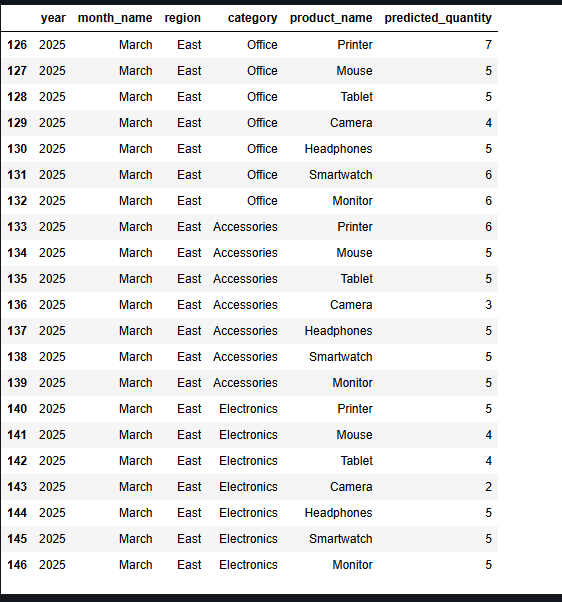 year month_name region category product_name predicted_quantity
126 2025 March East Office Printer 7
127 2025 March East Office Mouse 5
128 2025 March East Office Tablet 5
129 2025 March East Office Camera 4
130 2025 March East Office Headphones 5
131 2025 March East Office Smartwatch 6
132 2025 March East Office Monitor 6
133 2025 March East Accessories Printer 6
134 2025 March East Accessories Mouse 5
135 2025 March East Accessories Tablet 5
136 2025 March East Accessories Camera 3
137 2025 March East Accessories Headphones 5
138 2025 March East Accessories Smartwatch 5
139 2025 March East Accessories Monitor 5
140 2025 March East Electronics Printer 5
141 2025 March East Electronics Mouse 4
142 2025 March East Electronics Tablet 4
143 2025 March East Electronics Camera 2
144 2025 March East Electronics Headphones 5
145 2025 March East Electronics Smartwatch 5
146 2025 March East Electronics Monitor 5